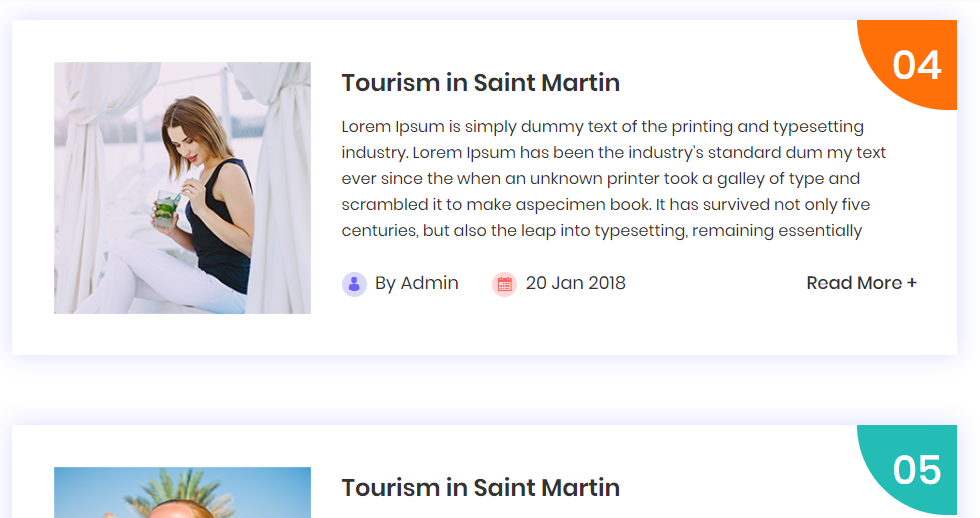 04
Tourism in Saint Martin
Lorem Ipsum is simply dummy text of the printing and typesetting
industry. Lorem Ipsum has been the industry's standard dum my text
ever since the when an unknown printer took a galley of type and
scrambled it to make aspecimen book. It has survived not only five
centuries, but also the leap into typesetting, remaining essentially
By Admin 20 Jan 2018 Read More +
05
Tourism in Saint Martin